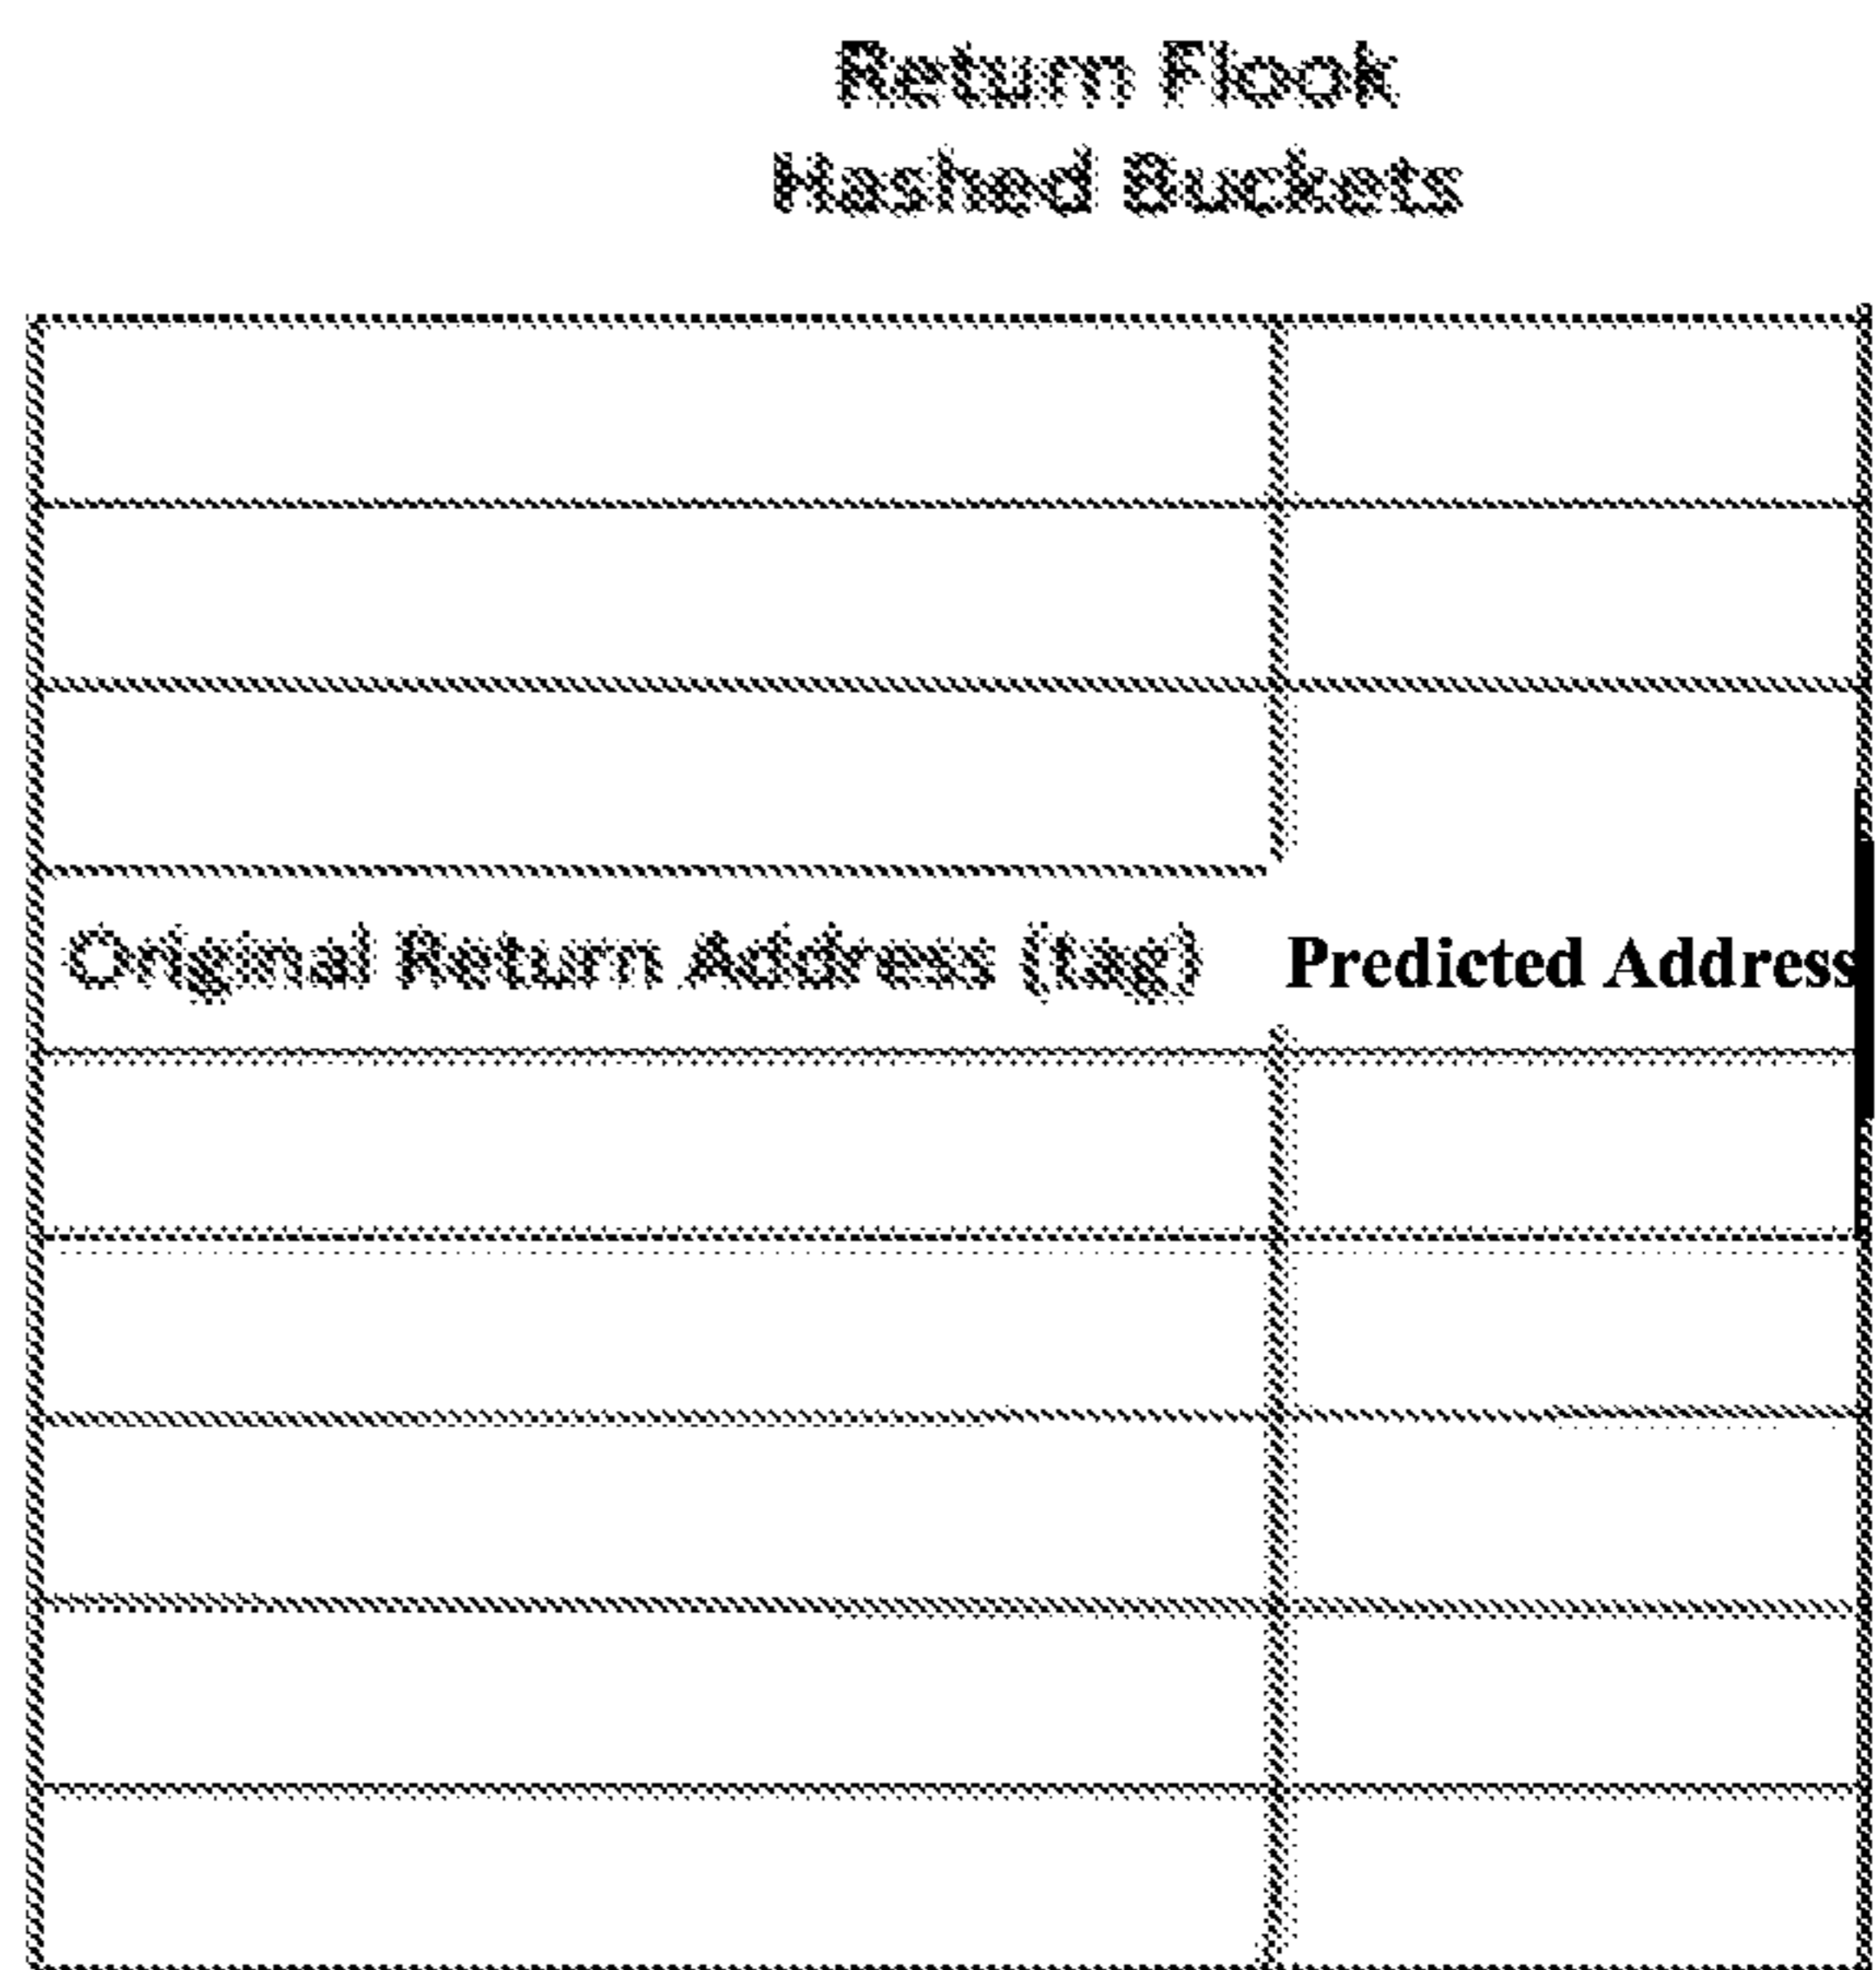 Return Flook
Hashed Buckets
Original Return Address (tag) Predicted Address